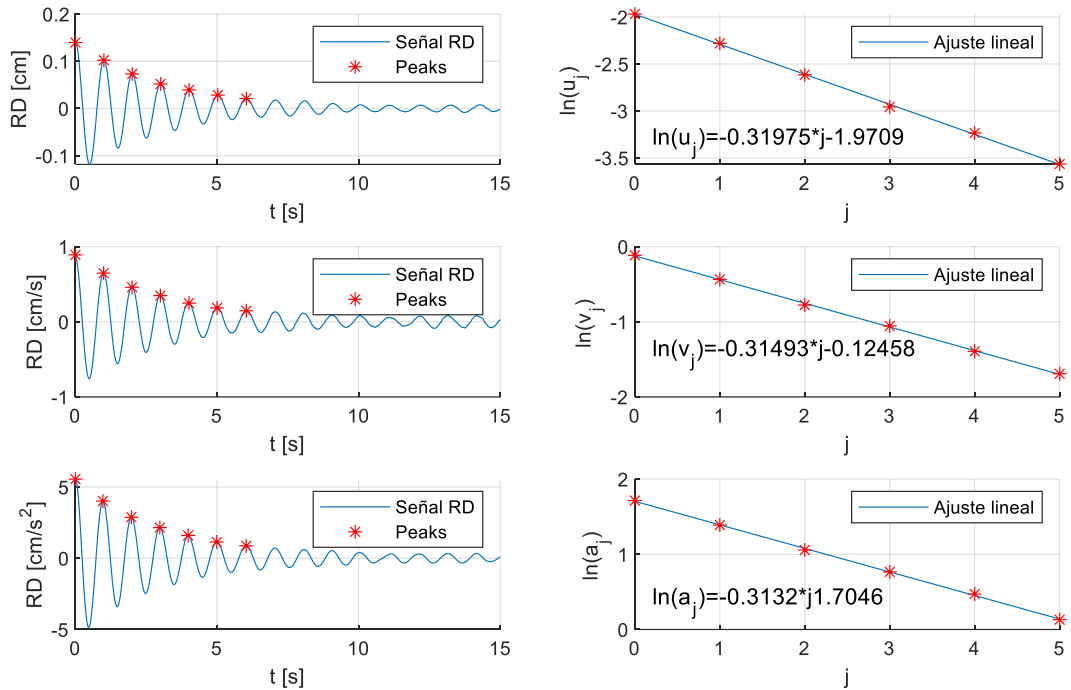 0.2
0.1
0
-0.1
RD [cm]
Señal RD
Peaks
0 5 10 15
t [s]
-2
-2.5
-3
-3.5
ln(u_j)
Ajuste lineal
ln(u_j)=-0.31975*j-1.9709
0 1 2 3 4 5
j
1
0
-1
RD [cm/s]
Señal RD
Peaks
0 5 10 15
t [s]
0
-1
-2
ln(v_j)
Ajuste lineal
ln(v_j)=-0.31493*j-0.12458
0 1 2 3 4 5
j
5
0
-5
RD [cm/s²]
Señal RD
Peaks
0 5 10 15
t [s]
2
1
0
ln(a_j)
Ajuste lineal
ln(a_j)=-0.3132*j1.7046
0 1 2 3 4 5
j